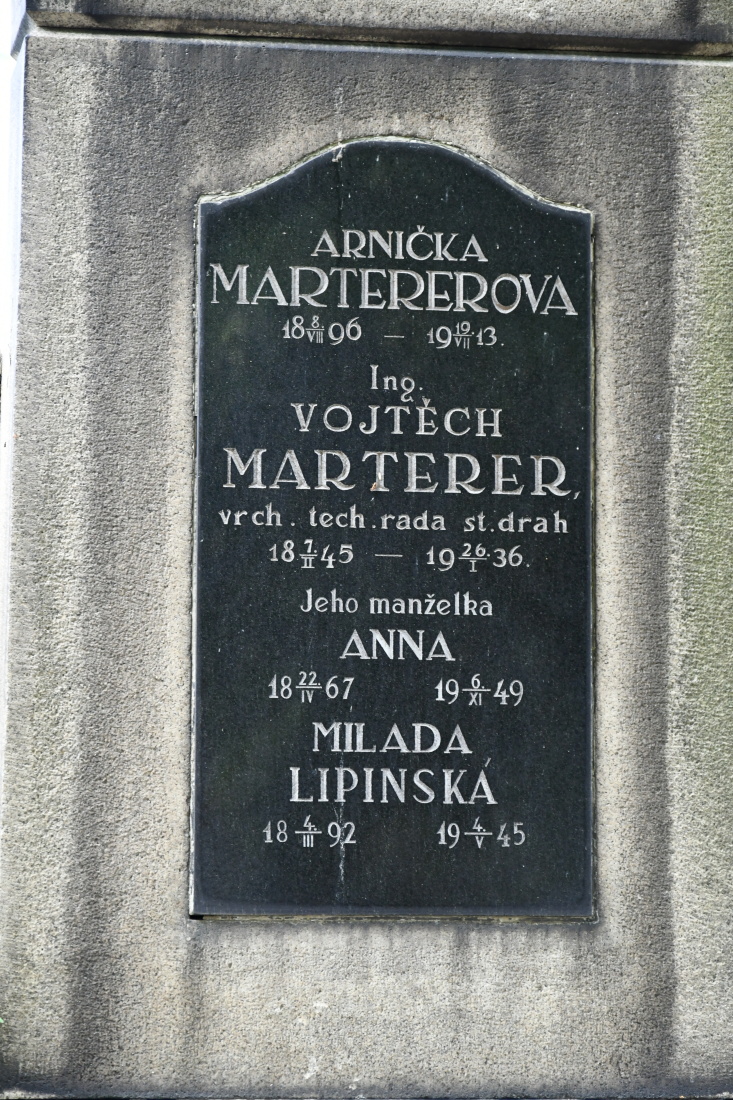 ARNIČKA
MARTEREROVA
18 8./VIII 96 — 19 19./VII 13.
Ing.
VOJTĚCH
MARTERER,
vrch. tech. rada st. drah
18 7./II 45 — 19 26./I 36.
Jeho manželka
ANNA
18 22./IV 67 19 6./XI 49
MILADA
LIPINSKÁ
18 4./III 92 19 4./V 45